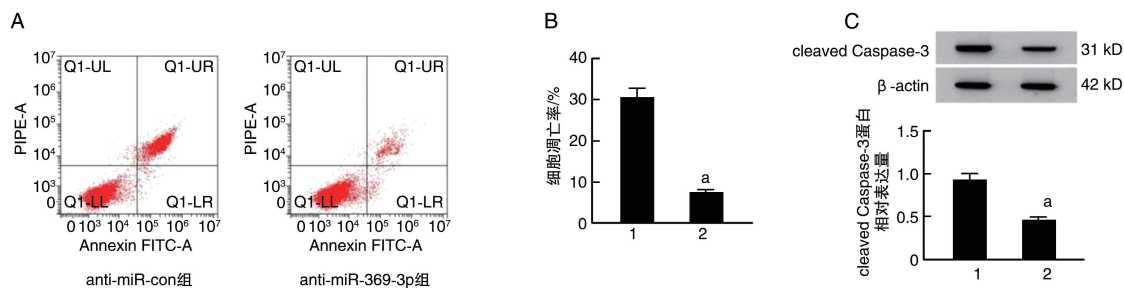 A
10⁷
10⁶
10⁵
10⁴
10³
0
PIPE-A
Q1-UL
Q1-UR
Q1-LL
Q1-LR
0 10³ 10⁴ 10⁵ 10⁶ 10⁷
Annexin FITC-A
anti-miR-con组
PIPE-A
10⁷
10⁶
10⁵
10⁴
10³
0
Q1-UL
Q1-UR
Q1-LL
Q1-LR
0 10³ 10⁴ 10⁵ 10⁶ 10⁷
Annexin FITC-A
anti-miR-369-3p组
B
细胞凋亡率/%
40
30
20
10
0
a
1 2
C
cleaved Caspase-3 31 kD
β-actin 42 kD
cleaved Caspase-3蛋白
相对表达量
1.5
1.0
0.5
0
a
1 2